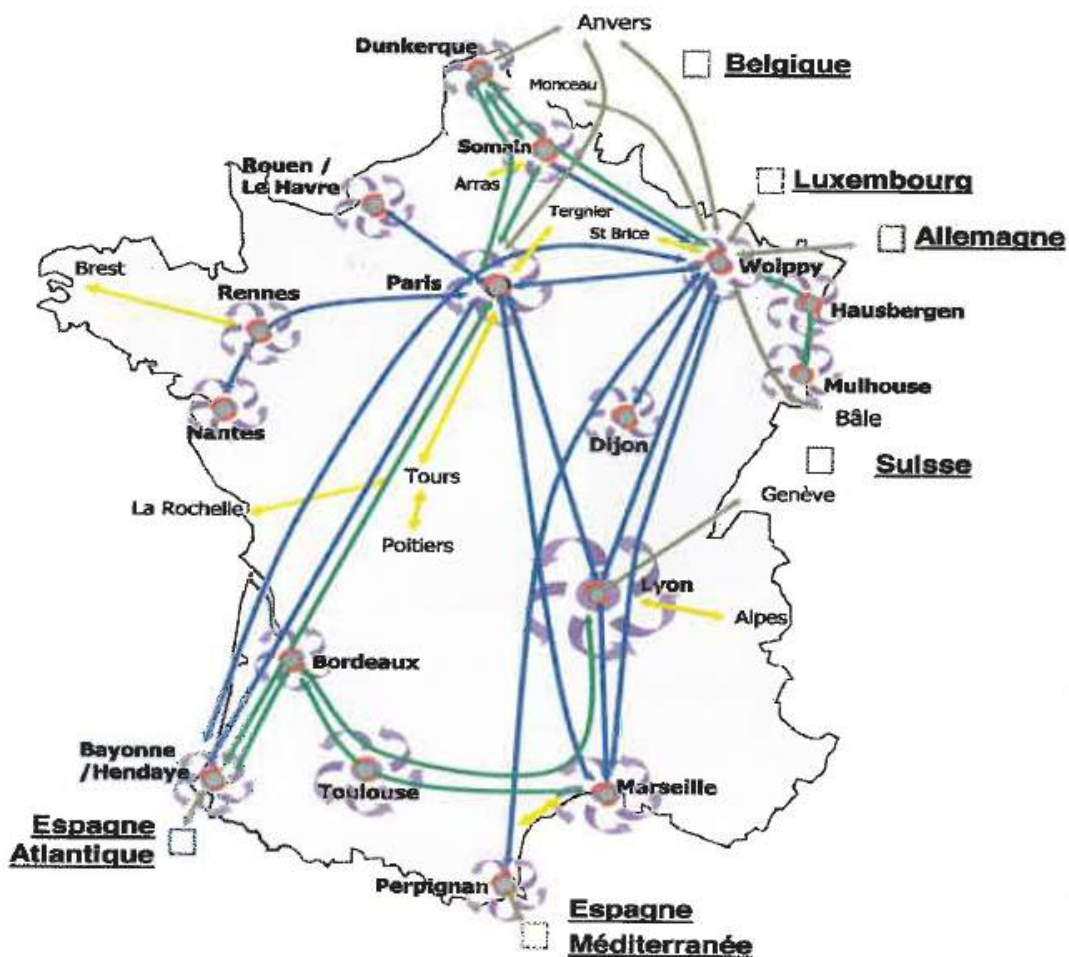 Anvers
Dunkerque
Belgique
Monceau
Somain
Rouen /
Le Havre
Arras
Luxembourg
Tergnier
St Brice
Allemagne
Woippy
Brest
Rennes
Paris
Hausbergen
Mulhouse
Nantes
Dijon
Bâle
Suisse
Tours
La Rochelle
Genève
Poitiers
Lyon
Alpes
Bordeaux
Bayonne
/Hendaye
Toulouse
Marseille
Espagne
Atlantique
Perpignan
Espagne
Méditerranée